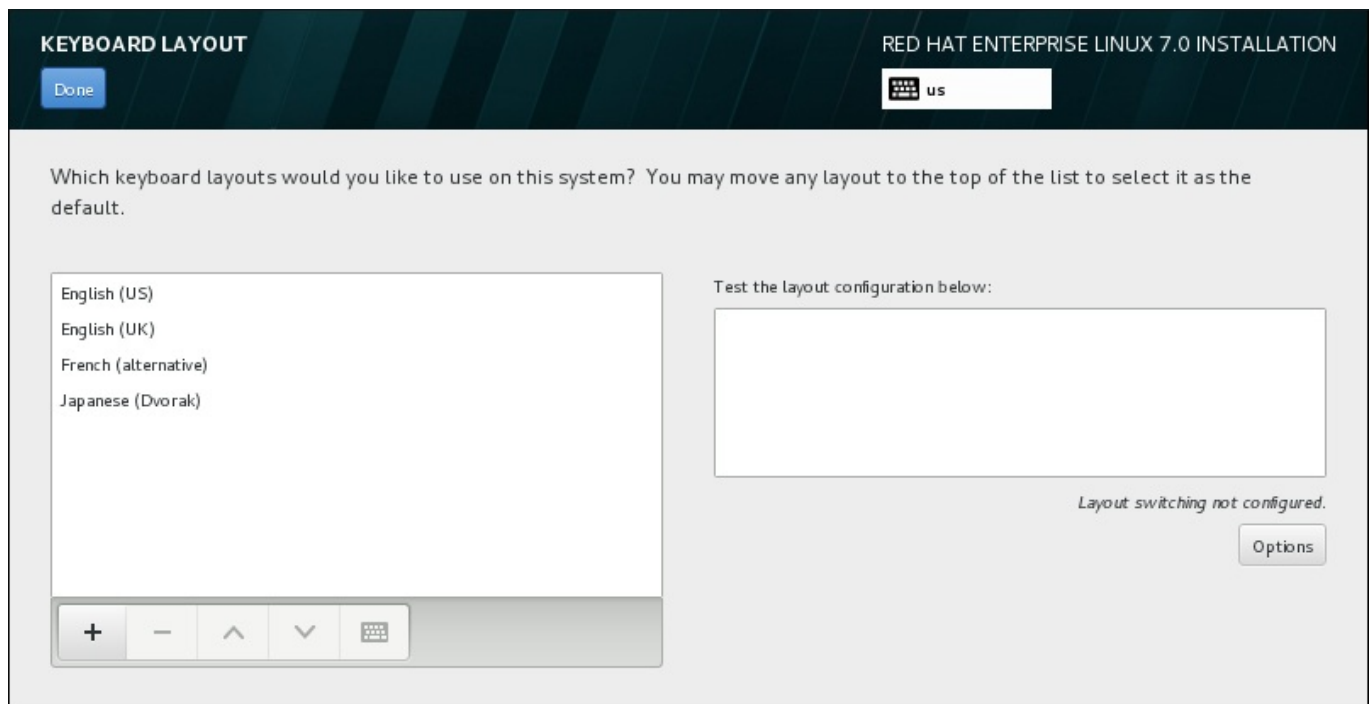 KEYBOARD LAYOUT
RED HAT ENTERPRISE LINUX 7.0 INSTALLATION
Done
us
Which keyboard layouts would you like to use on this system?  You may move any layout to the top of the list to select it as the
default.
English (US)
English (UK)
French (alternative)
Japanese (Dvorak)
Test the layout configuration below:
Layout switching not configured.
Options